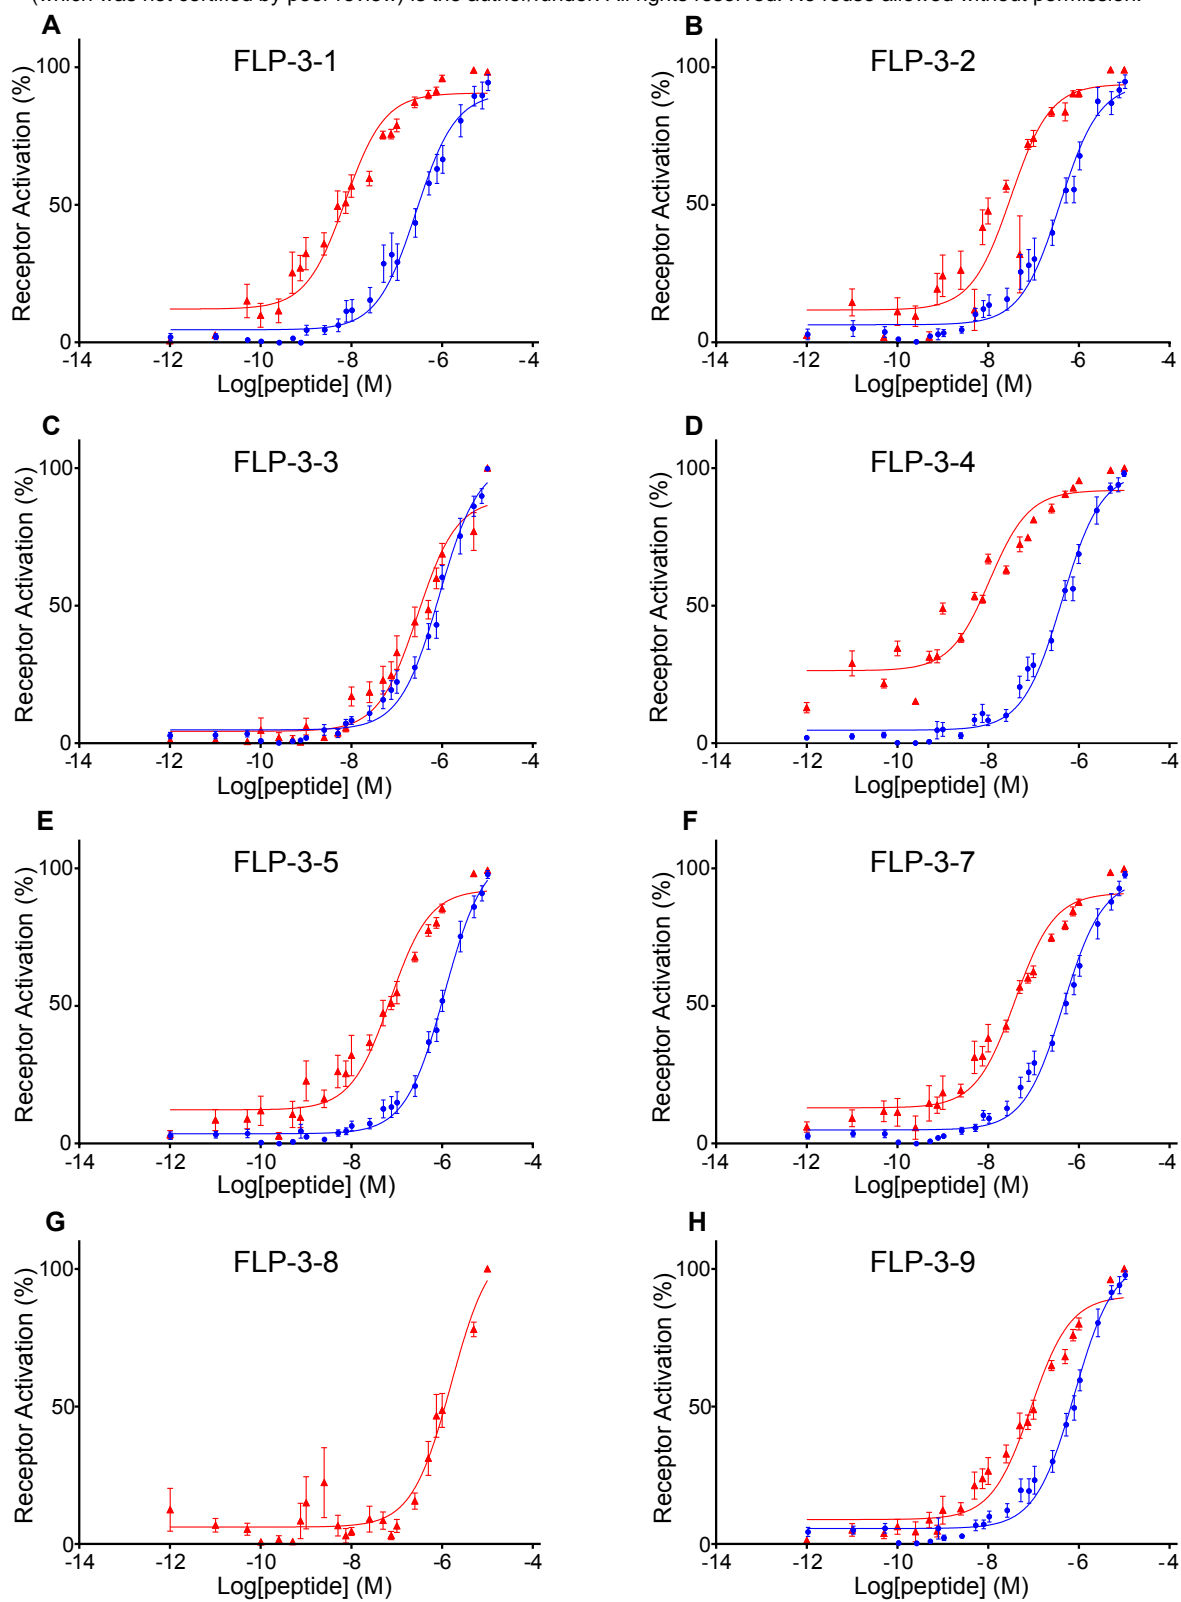 (which was not certified by peer review) is the author/funder. All rights reserved. No reuse allowed without permission.
A
B
FLP-3-1
FLP-3-2
Receptor Activation (%)
100
50
0
-14
-12
-10
-8
-6
-4
Log[peptide] (M)
Receptor Activation (%)
100
50
0
-14
-12
-10
-8
-6
-4
Log[peptide] (M)
C
D
FLP-3-3
FLP-3-4
Receptor Activation (%)
100
50
0
-14
-12
-10
-8
-6
-4
Log[peptide] (M)
Receptor Activation (%)
100
50
0
-14
-12
-10
-8
-6
-4
Log[peptide] (M)
E
F
FLP-3-5
FLP-3-7
Receptor Activation (%)
100
50
0
-14
-12
-10
-8
-6
-4
Log[peptide] (M)
Receptor Activation (%)
100
50
0
-14
-12
-10
-8
-6
-4
Log[peptide] (M)
G
H
FLP-3-8
FLP-3-9
Receptor Activation (%)
100
50
0
-14
-12
-10
-8
-6
-4
Log[peptide] (M)
Receptor Activation (%)
100
50
0
-14
-12
-10
-8
-6
-4
Log[peptide] (M)